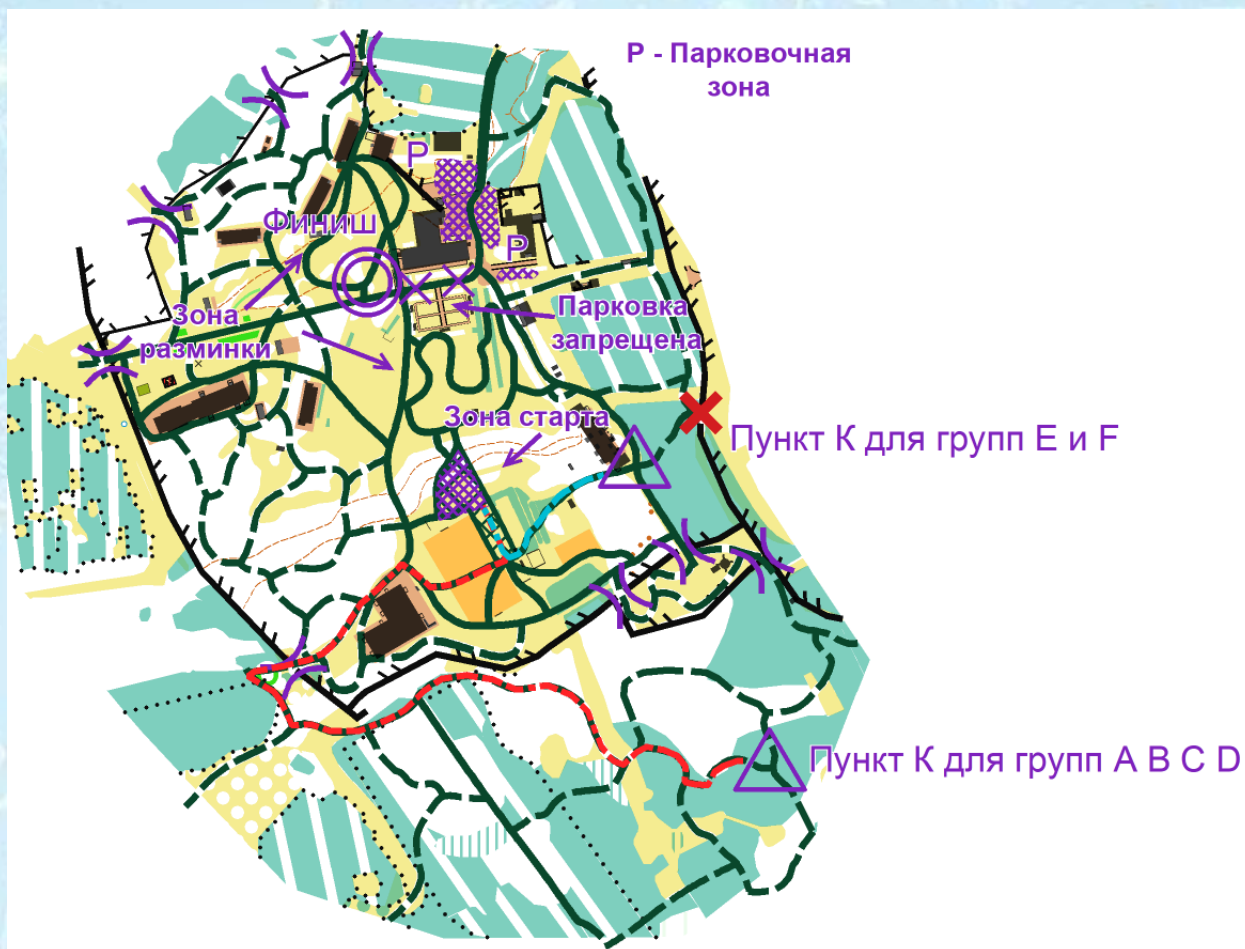 Р - Парковочная
зона
Р
Финиш
Р
Зона
разминки
Парковка
запрещена
Зона старта
Пункт К для групп Е и F
Пункт К для групп А В С D